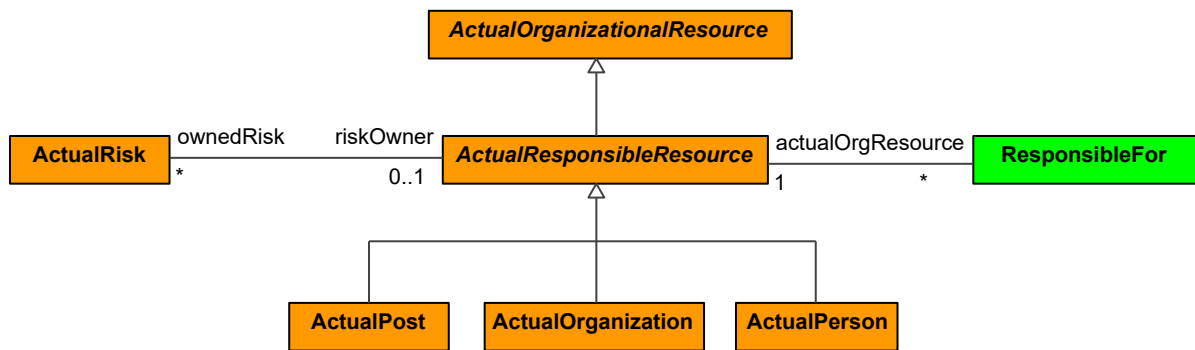 ActualOrganizationalResource
ownedRisk
riskOwner
actualOrgResource
ActualRisk
ActualResponsibleResource
ResponsibleFor
*
0..1
1
*
ActualPost
ActualOrganization
ActualPerson